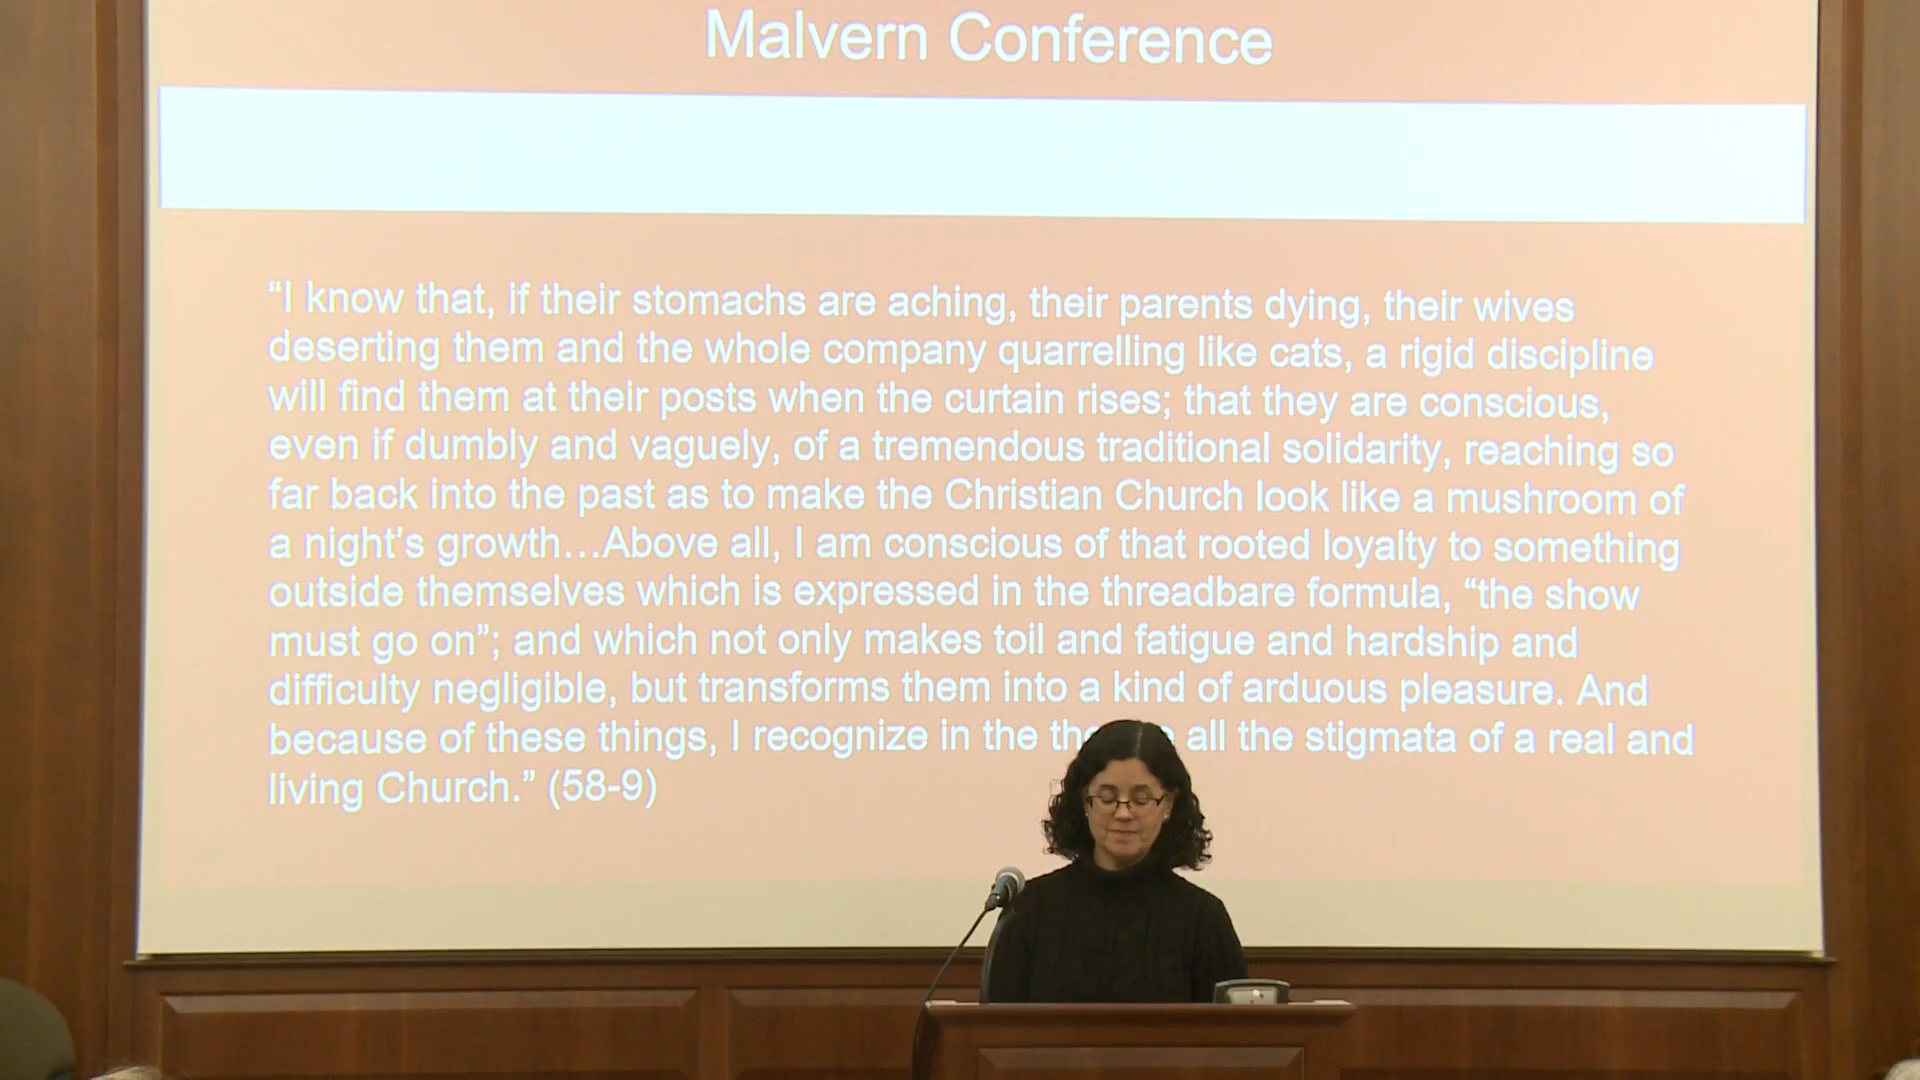 Malvern Conference
“I know that, if their stomachs are aching, their parents dying, their wives
deserting them and the whole company quarrelling like cats, a rigid discipline
will find them at their posts when the curtain rises; that they are conscious,
even if dumbly and vaguely, of a tremendous traditional solidarity, reaching so
far back into the past as to make the Christian Church look like a mushroom of
a night’s growth…Above all, I am conscious of that rooted loyalty to something
outside themselves which is expressed in the threadbare formula, “the show
must go on”; and which not only makes toil and fatigue and hardship and
difficulty negligible, but transforms them into a kind of arduous pleasure. And
because of these things, I recognize in the all the stigmata of a real and
living Church.” (58-9)